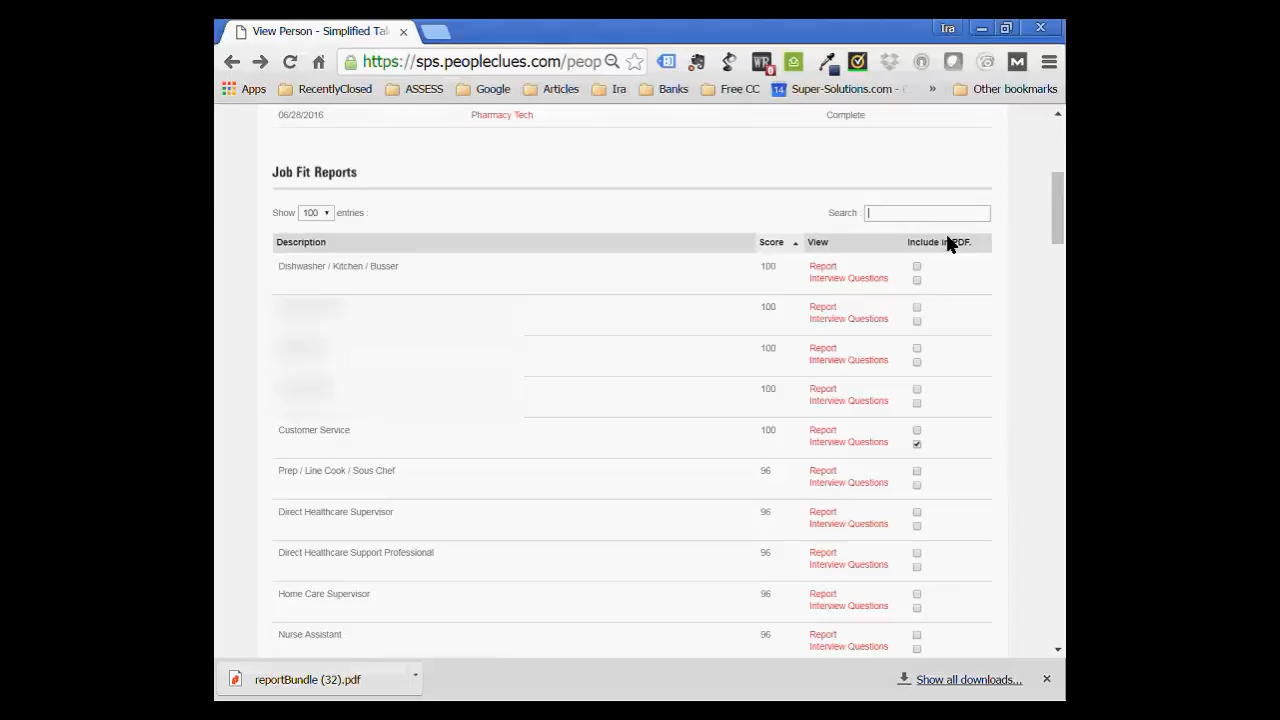 View Person - Simplified Tal
Ira
https://sps.peopleclues.com/peop
Apps RecentlyClosed ASSESS Google Articles Ira Banks Free CC 14 Super-Solutions.com - » Other bookmarks
06/28/2016 Pharmacy Tech Complete
Job Fit Reports
Show 100 entries : Search :
Description Score View Include in PDF.
Dishwasher / Kitchen / Busser 100 Report
Interview Questions
100 Report
Interview Questions
100 Report
Interview Questions
100 Report
Interview Questions
Customer Service 100 Report
Interview Questions
Prep / Line Cook / Sous Chef 96 Report
Interview Questions
Direct Healthcare Supervisor 96 Report
Interview Questions
Direct Healthcare Support Professional 96 Report
Interview Questions
Home Care Supervisor 96 Report
Interview Questions
Nurse Assistant 96 Report
Interview Questions
reportBundle (32).pdf Show all downloads...